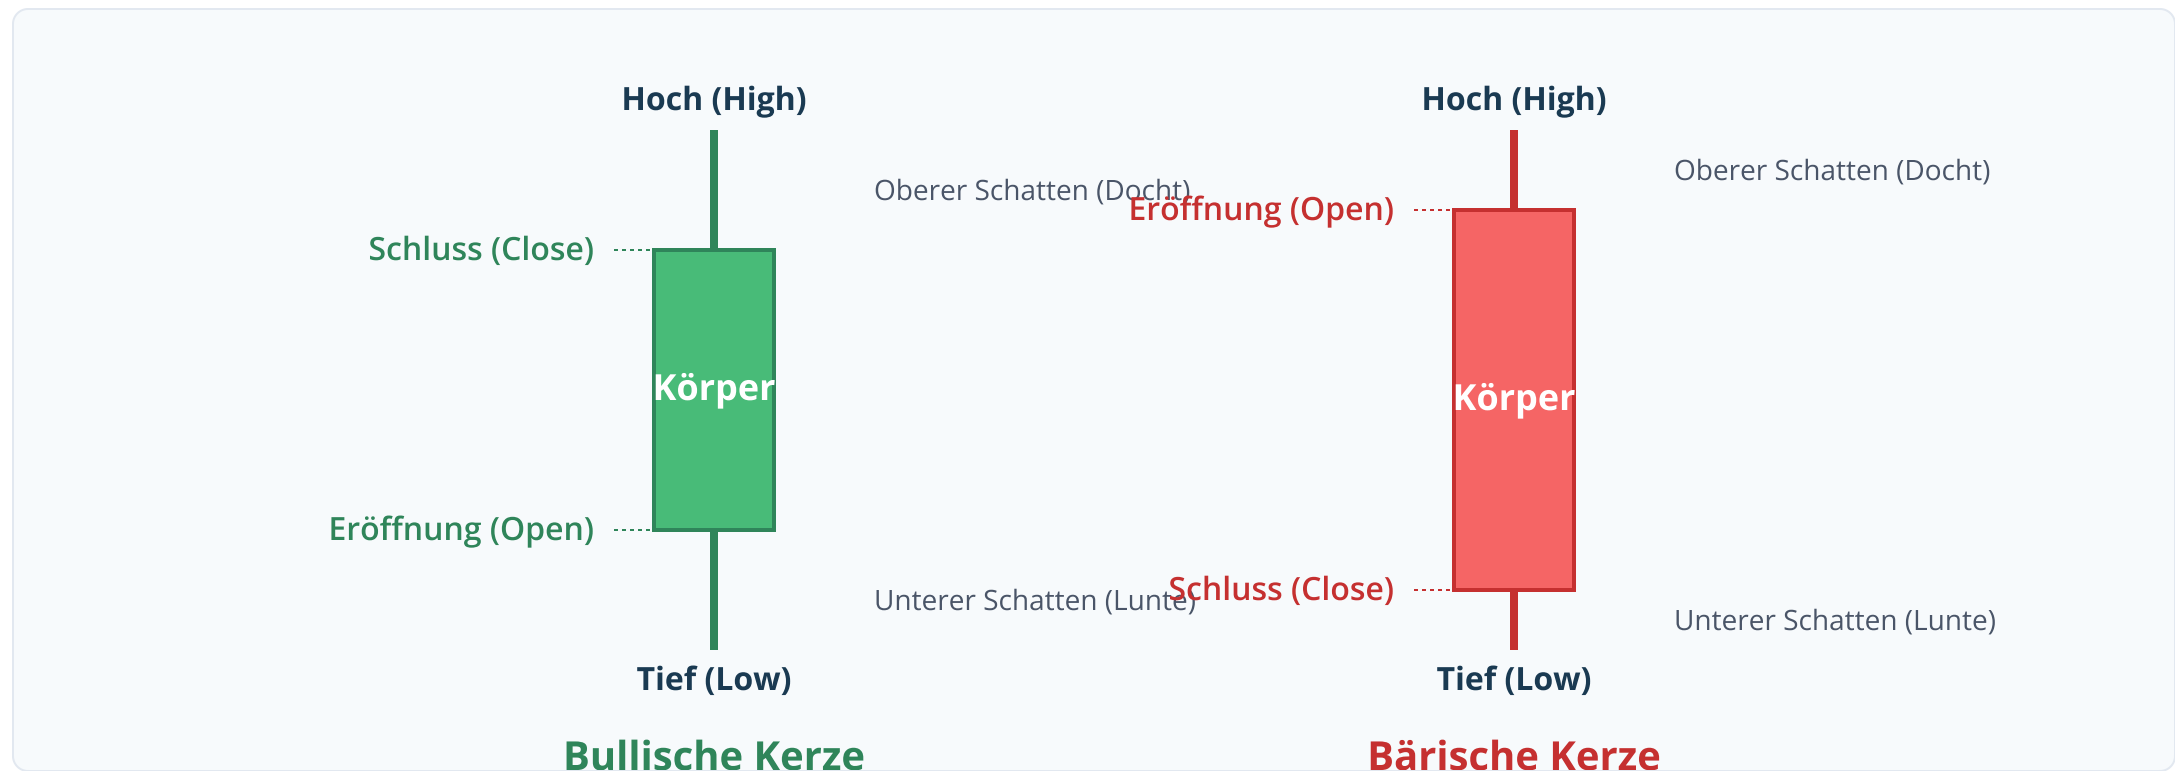 Hoch (High)
Oberer Schatten (Docht)
Schluss (Close)
Körper
Eröffnung (Open)
Unterer Schatten (Lunte)
Tief (Low)
Bullische Kerze
Hoch (High)
Oberer Schatten (Docht)
Eröffnung (Open)
Körper
Schluss (Close)
Unterer Schatten (Lunte)
Tief (Low)
Bärische Kerze